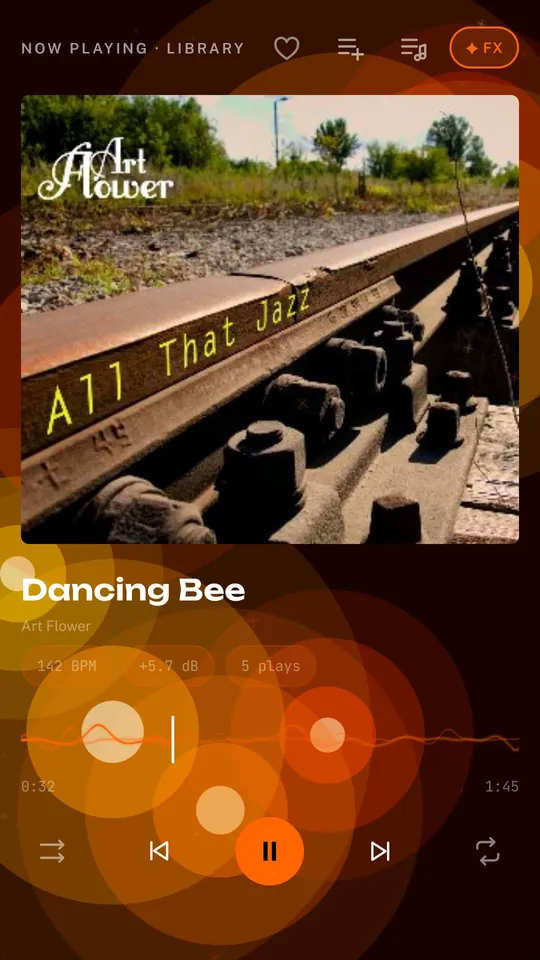 NOW PLAYING · LIBRARY
FX
Art
Flower
All That Jazz
Dancing Bee
Art Flower
142 BPM +5.7 dB 5 plays
0:32 1:45